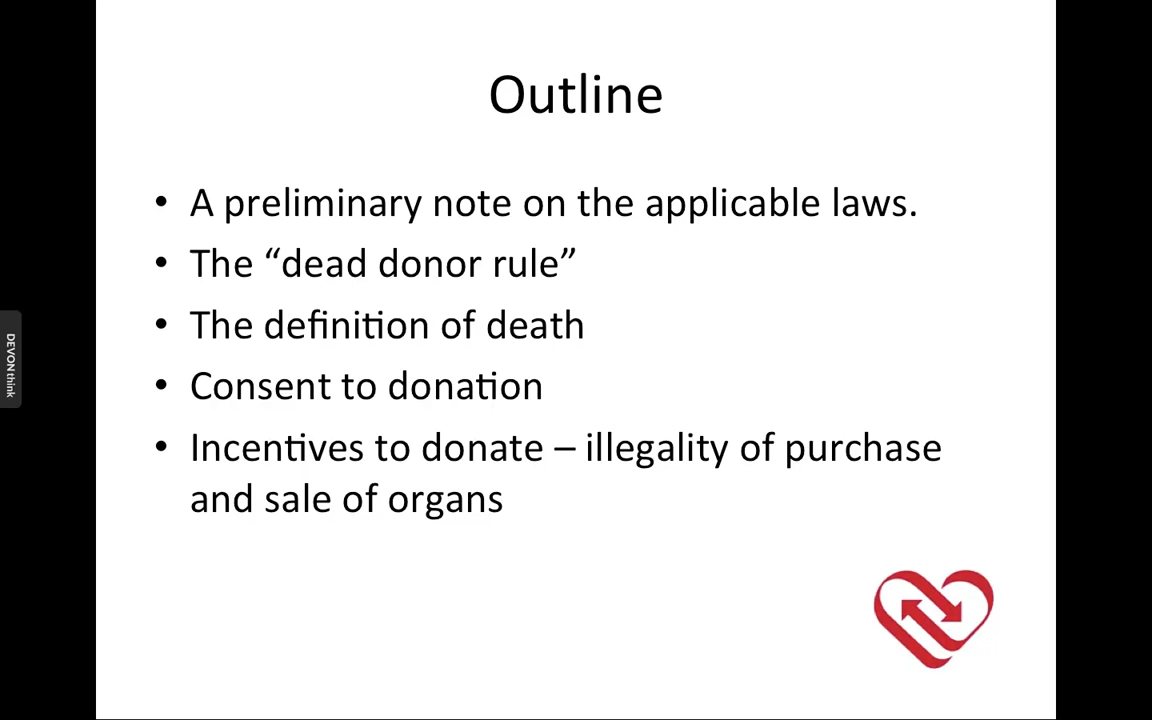 Outline
• A preliminary note on the applicable laws.
• The “dead donor rule”
• The definition of death
• Consent to donation
• Incentives to donate – illegality of purchase
and sale of organs
DEVONthink